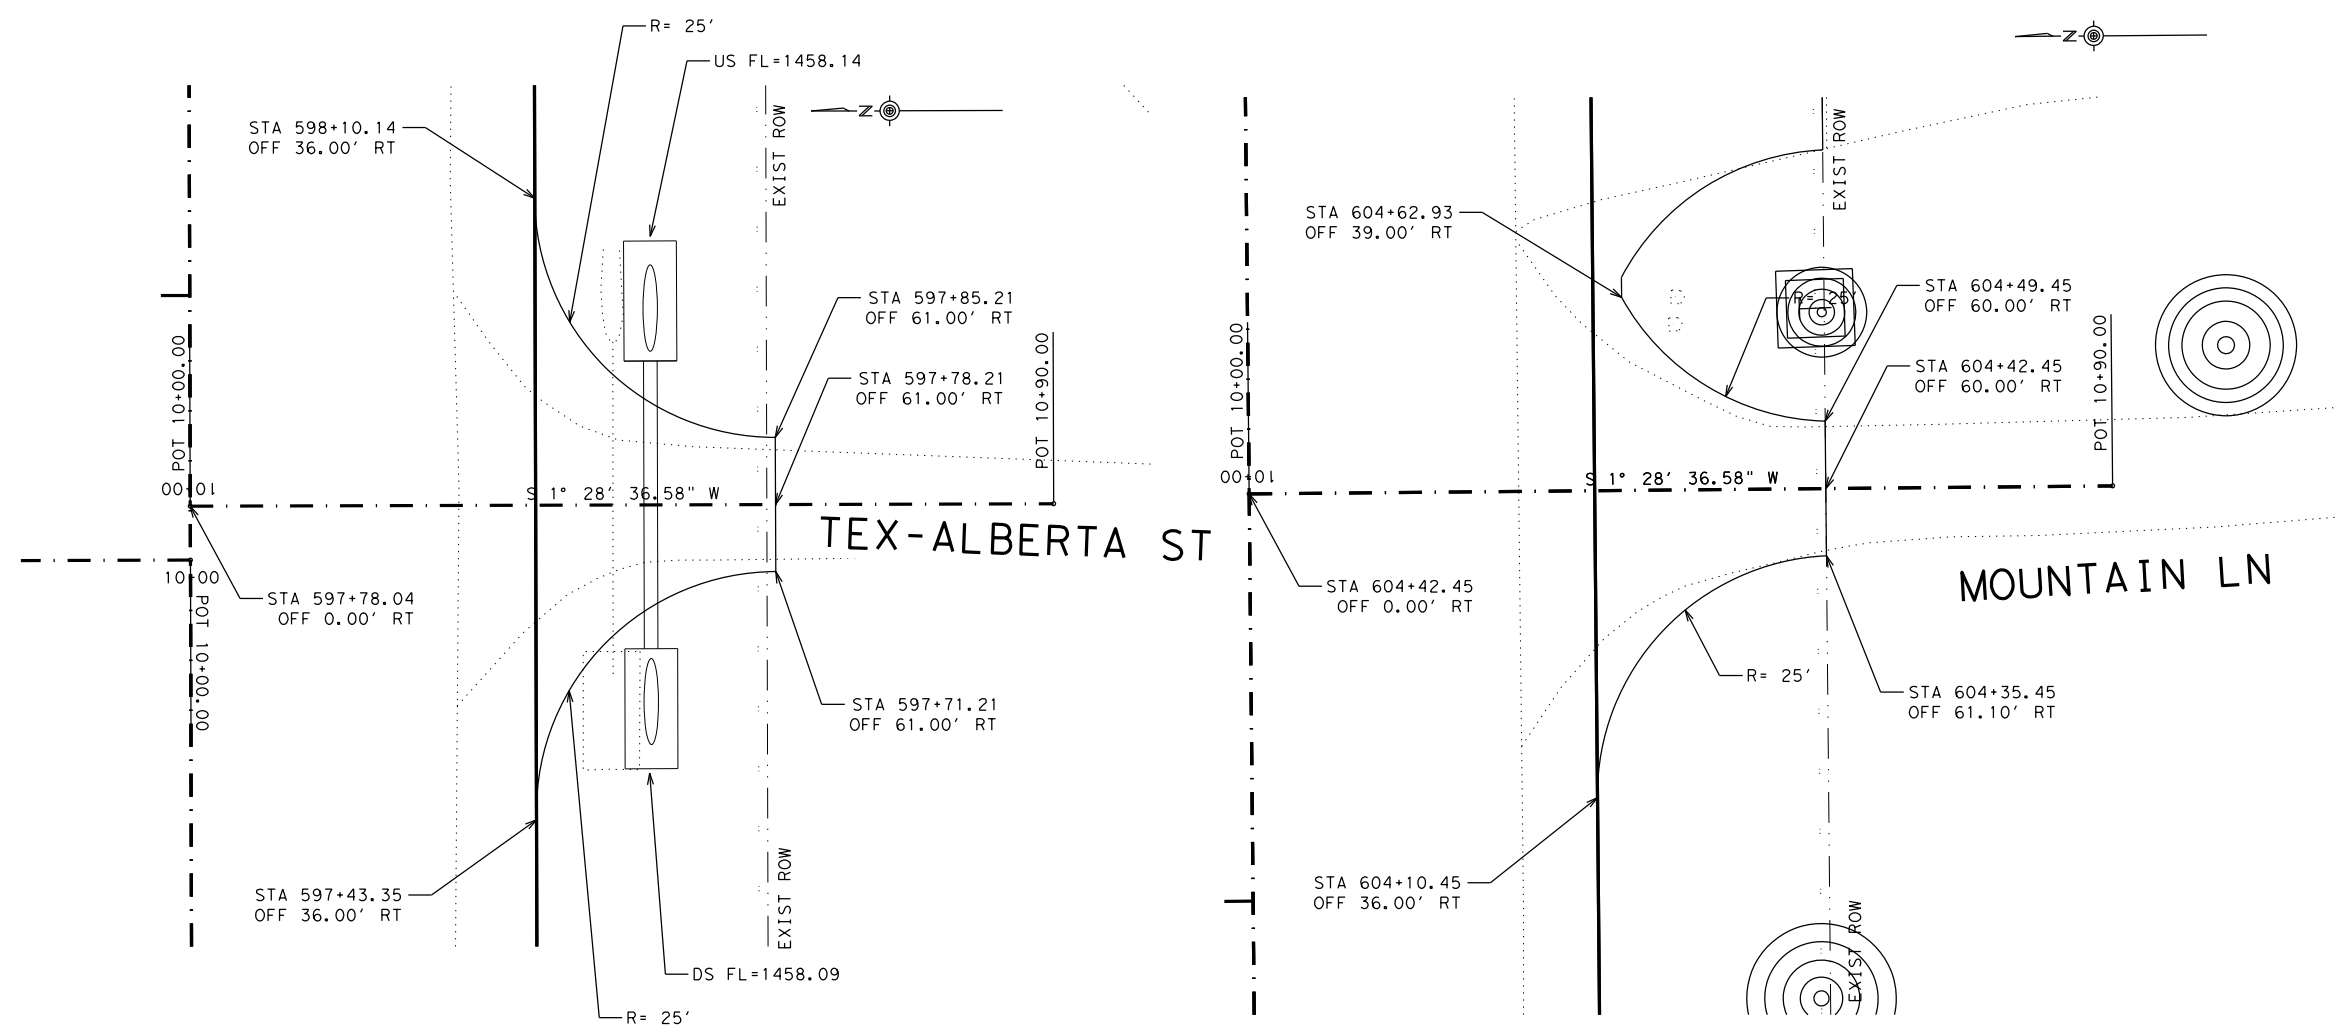 R= 25'
US FL=1458.14
Z
STA 598+10.14
OFF 36.00' RT
EXIST ROW
STA 597+85.21
OFF 61.00' RT
STA 597+78.21
OFF 61.00' RT
POT 10+00.00
POT 10+90.00
10+00
S 1° 28' 36.58" W
TEX-ALBERTA ST
10+00
POT 10+00.00
STA 597+78.04
OFF 0.00' RT
STA 597+71.21
OFF 61.00' RT
STA 597+43.35
OFF 36.00' RT
EXIST ROW
DS FL=1458.09
R= 25'
Z
EXIST ROW
STA 604+62.93
OFF 39.00' RT
R= 25'
STA 604+49.45
OFF 60.00' RT
STA 604+42.45
OFF 60.00' RT
POT 10+00.00
POT 10+90.00
10+00
S 1° 28' 36.58" W
MOUNTAIN LN
STA 604+42.45
OFF 0.00' RT
R= 25'
STA 604+35.45
OFF 61.10' RT
STA 604+10.45
OFF 36.00' RT
EXIST ROW